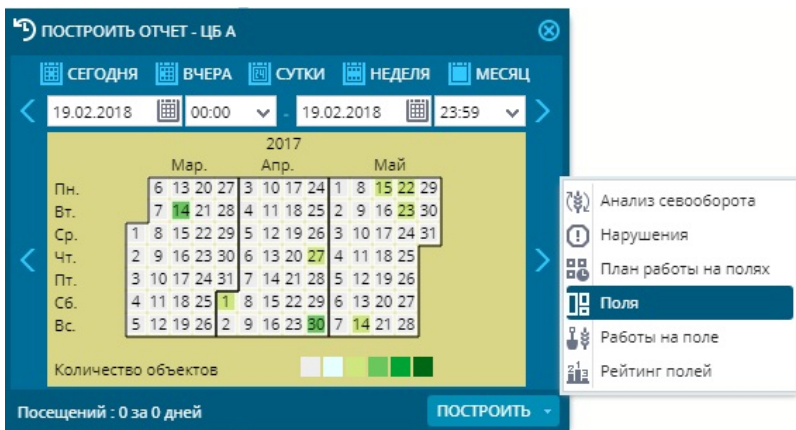 ПОСТРОИТЬ ОТЧЕТ - ЦБ А
СЕГОДНЯ ВЧЕРА 24 СУТКИ НЕДЕЛЯ МЕСЯЦ
19.02.2018 00:00 - 19.02.2018 23:59
2017
Мар. Апр. Май
Пн. 6 13 20 27 3 10 17 24 1 8 15 22 29
Вт. 7 14 21 28 4 11 18 25 2 9 16 23 30
Ср. 1 8 15 22 29 5 12 19 26 3 10 17 24 31
Чт. 2 9 16 23 30 6 13 20 27 4 11 18 25
Пт. 3 10 17 24 31 7 14 21 28 5 12 19 26
Сб. 4 11 18 25 1 8 15 22 29 6 13 20 27
Вс. 5 12 19 26 2 9 16 23 30 7 14 21 28
Количество объектов
Посещений : 0 за 0 дней ПОСТРОИТЬ
Анализ севооборота
Нарушения
План работы на полях
Поля
Работы на поле
Рейтинг полей